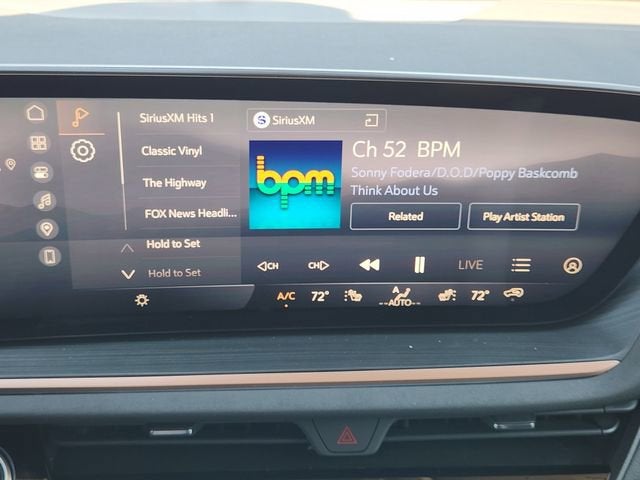 SiriusXM Hits 1
Classic Vinyl
The Highway
FOX News Headli...
Hold to Set
Hold to Set
S SiriusXM
bpm
Ch 52 BPM
Sonny Fodera/D.O.D/Poppy Baskcomb
Think About Us
Related
Play Artist Station
CH
CH
LIVE
A/C
72°
A
AUTO
72°